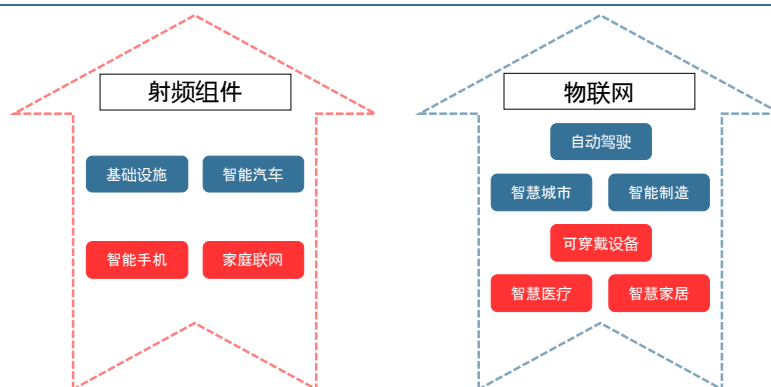 射频组件
基础设施
智能汽车
智能手机
家庭联网
物联网
自动驾驶
智慧城市
智能制造
可穿戴设备
智慧医疗
智慧家居